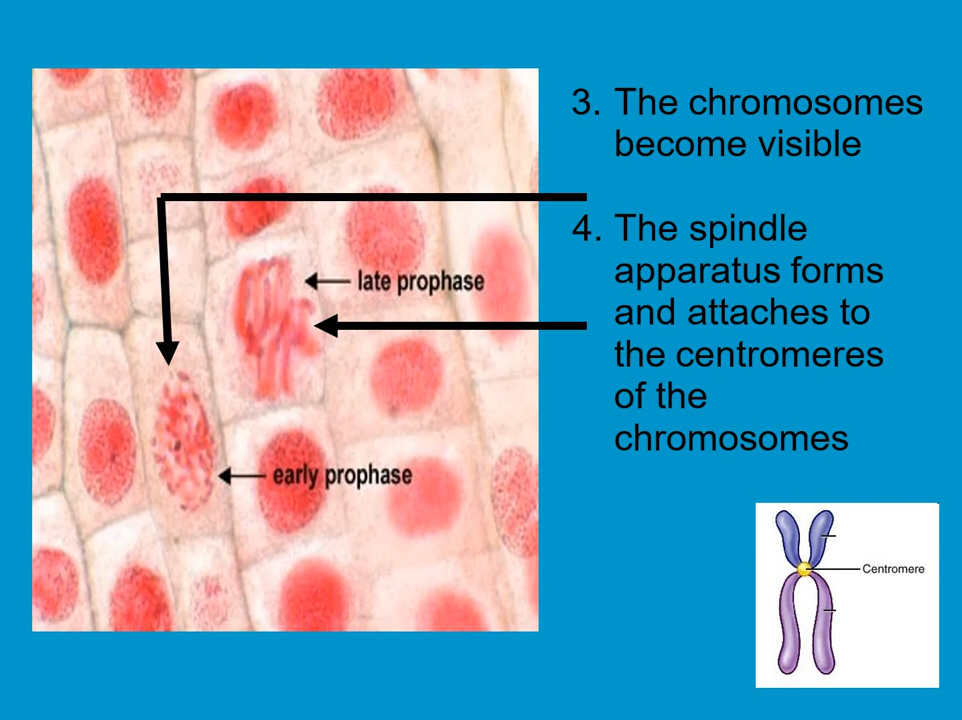 3. The chromosomes
become visible
4. The spindle
apparatus forms
and attaches to
the centromeres
of the
chromosomes
late prophase
early prophase
Centromere